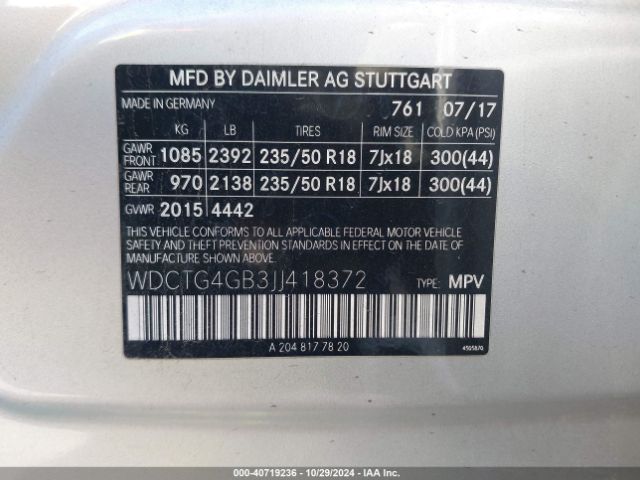 MFD BY DAIMLER AG STUTTGART
MADE IN GERMANY 761 07/17
KG LB TIRES RIM SIZE COLD KPA (PSI)
GAWR FRONT 1085 2392 235/50 R18 7Jx18 300(44)
GAWR REAR 970 2138 235/50 R18 7Jx18 300(44)
GVWR 2015 4442
THIS VEHICLE CONFORMS TO ALL APPLICABLE FEDERAL MOTOR VEHICLE
SAFETY AND THEFT PREVENTION STANDARDS IN EFFECT ON THE DATE OF
MANUFACTURE SHOWN ABOVE.
WDCTG4GB3JJ418372 TYPE: MPV
A 204 817 78 20 4505870
000-40719236 - 10/29/2024 - IAAI.COM